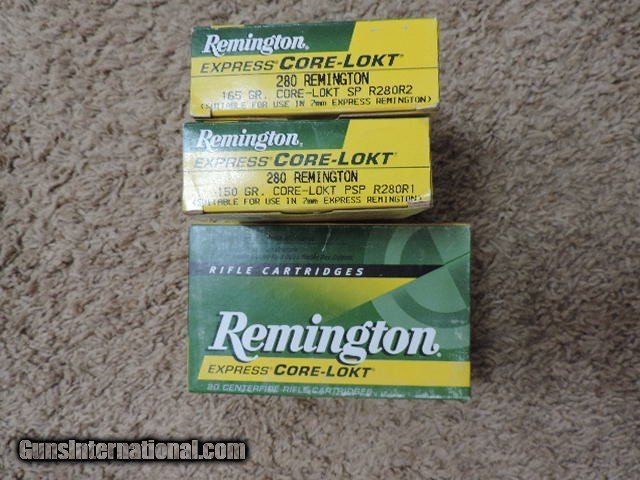 Remington.
EXPRESS® CORE-LOKT®
280 REMINGTON
165 GR. CORE-LOKT SP R280R2
(SUITABLE FOR USE IN 7mm EXPRESS REMINGTON)
Remington.
EXPRESS® CORE-LOKT®
280 REMINGTON
150 GR. CORE-LOKT PSP R280R1
(SUITABLE FOR USE IN 7mm EXPRESS REMINGTON)
RIFLE CARTRIDGES
Remington.
EXPRESS® CORE-LOKT®
20 CENTERFIRE RIFLE CARTRIDGES
GunsInternational.com